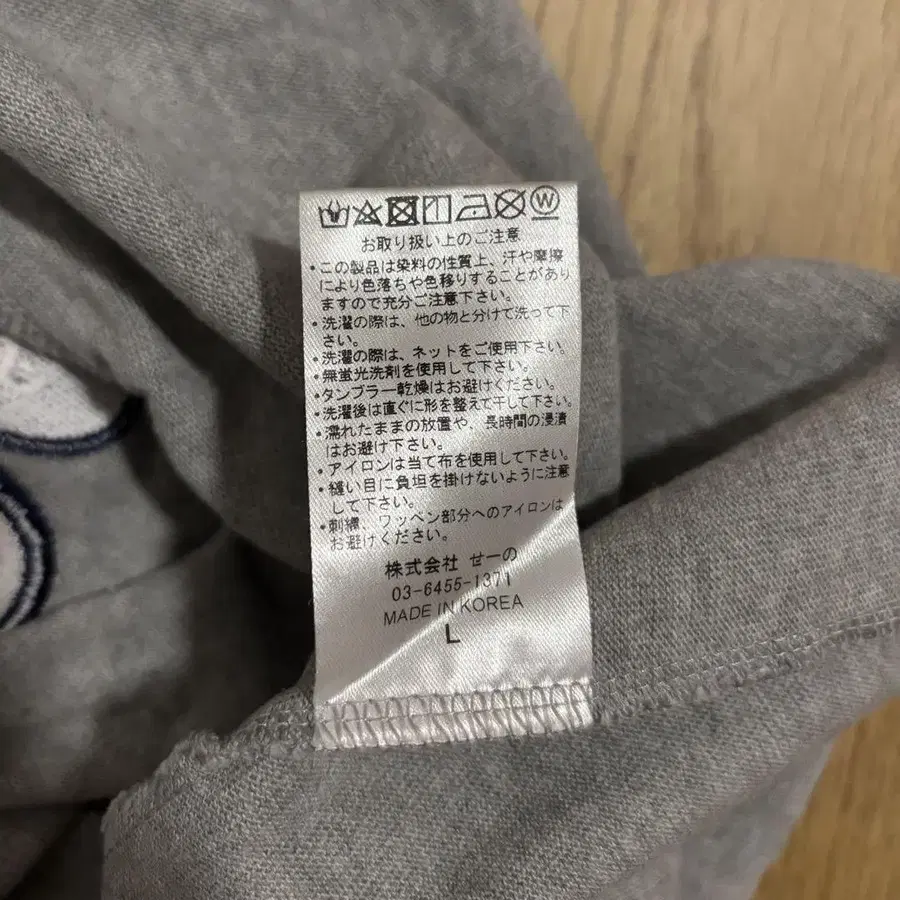 お取り扱い上のご注意
・この製品は染料の性質上、汗や摩擦
により色落ちや色移りすることがあり
ますので充分ご注意下さい。
・洗濯の際は、他の物と分けて洗って下
さい。
・洗濯の際は、ネットをご使用下さい。
・無蛍光洗剤を使用して下さい。
・タンブラー乾燥はお避けください。
・洗濯後は直ぐに形を整えて干して下さい。
・濡れたままの放置や、長時間の浸漬
はお避け下さい。
・アイロンは当て布を使用して下さい。
・縫い目に負担を掛けないように注意
して下さい。
・刺繍、ワッペン部分へのアイロンは
お避けください。
株式会社 せーの
03-6455-1371
MADE IN KOREA
L